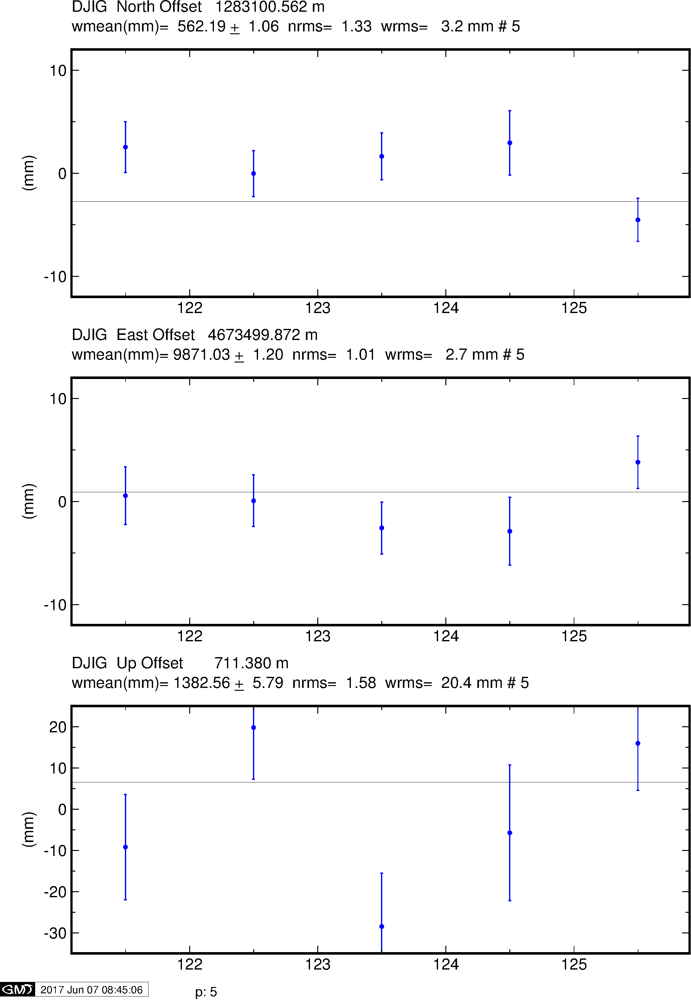 DJIG North Offset 1283100.562 m
wmean(mm)= 562.19 ± 1.06 nrms= 1.33 wrms= 3.2 mm # 5
10
0
-10
(mm)
122 123 124 125
DJIG East Offset 4673499.872 m
wmean(mm)= 9871.03 ± 1.20 nrms= 1.01 wrms= 2.7 mm # 5
10
0
-10
(mm)
122 123 124 125
DJIG Up Offset 711.380 m
wmean(mm)= 1382.56 ± 5.79 nrms= 1.58 wrms= 20.4 mm # 5
20
10
0
-10
-20
-30
(mm)
122 123 124 125
GMT 2017 Jun 07 08:45:06 p: 5